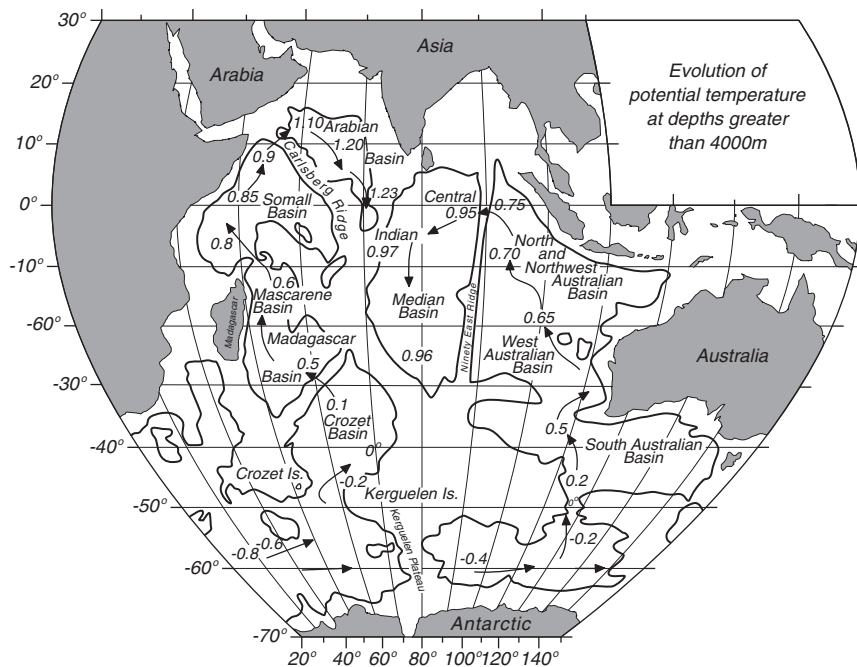 30°
Asia
Arabia
Evolution of
potential temperature
at depths greater
than 4000m
20°
10°
0°
-10°
-60°
-30°
-40°
-50°
-60°
-70°
1.10
Arabian
1.20
Basin
0.9
Carlsberg Ridge
1.23
0.85
Somall
Basin
0.8
Central
0.95
0.75
Indian
0.97
North
and
Northwest
Australian
Basin
0.70
0.6
Mascarene
Basin
Median
Basin
Madagascar
Madagascar
Basin
0.5
0.96
Ninety East Ridge
0.65
West
Australian
Basin
Australia
0.1
Crozet
Basin
0°
0.5
South Australian
Basin
0.2
0°
Crozet Is.
-0.2
Kerguelen Is.
Kerguelen Plateau
-0.6
-0.8
-0.4
-0.2
Antarctic
20° 40° 60° 80° 100° 120° 140°